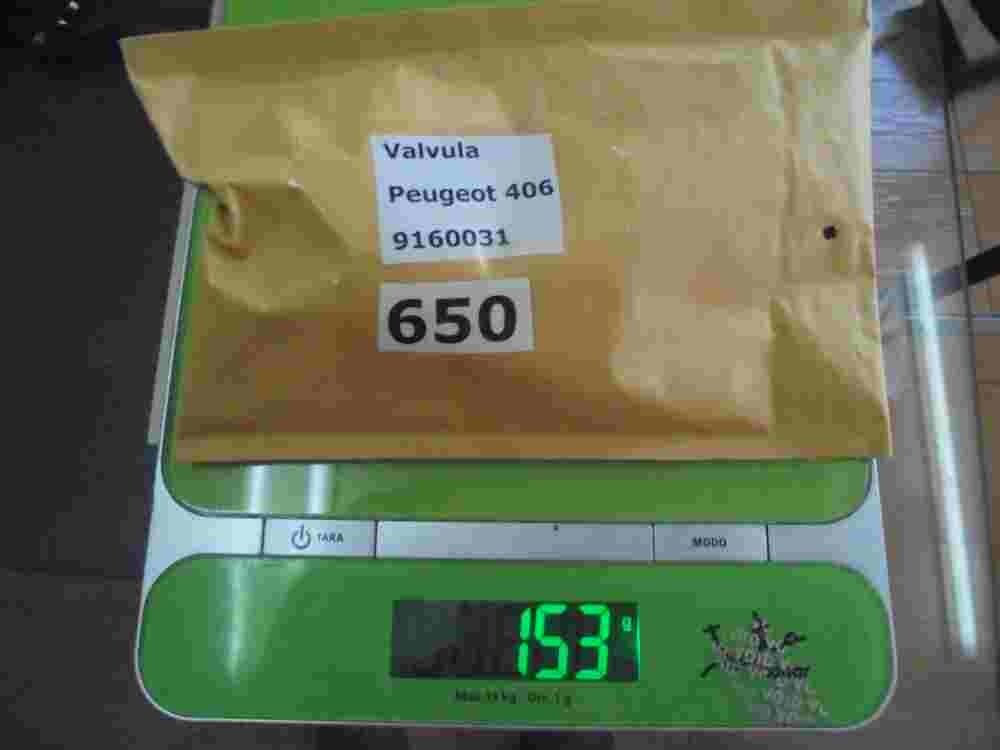 Valvula
Peugeot 406
9160031
650
TARA
MODO
153 g